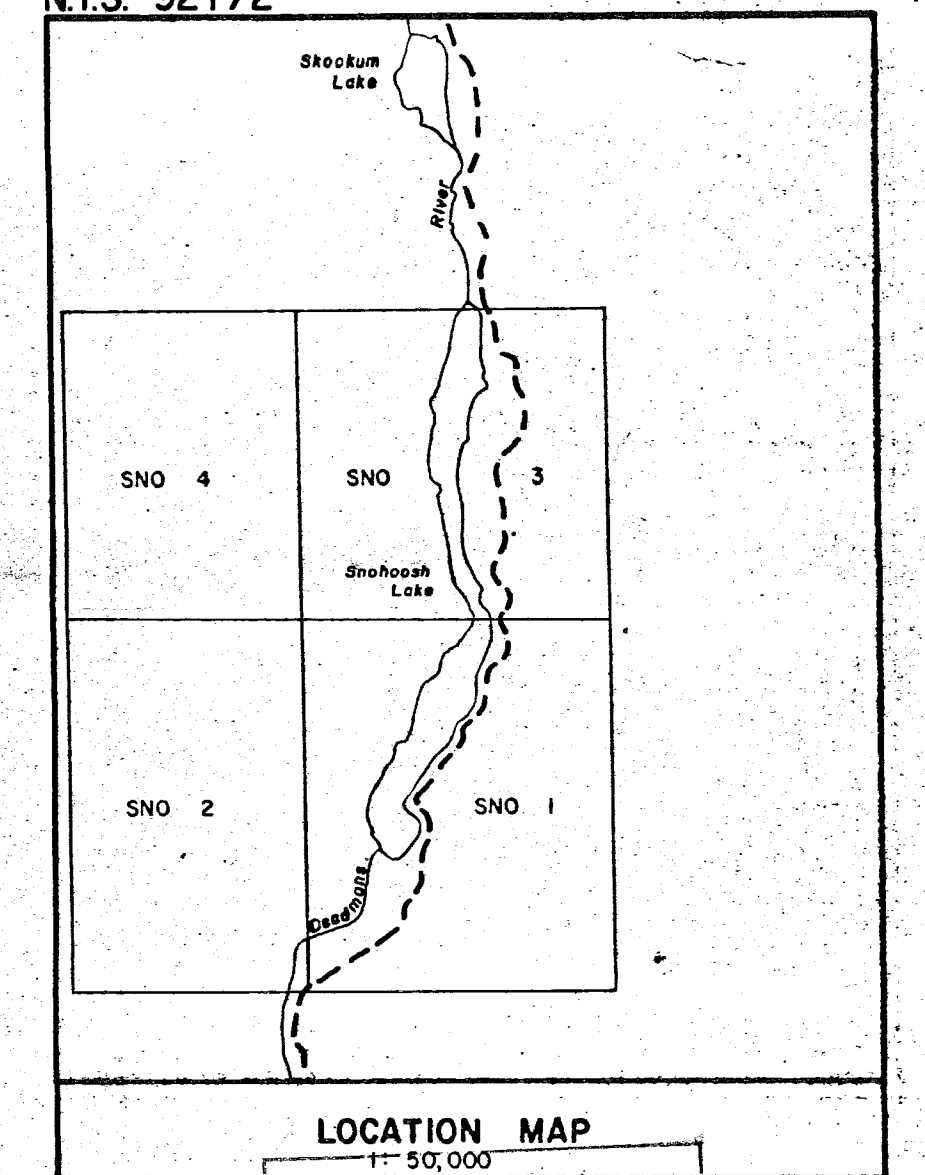 Skookum
Lake
River
SNO 4
SNO 3
Snohoosh
Lake
SNO 2
SNO 1
Deadmans
LOCATION MAP
1: 50,000